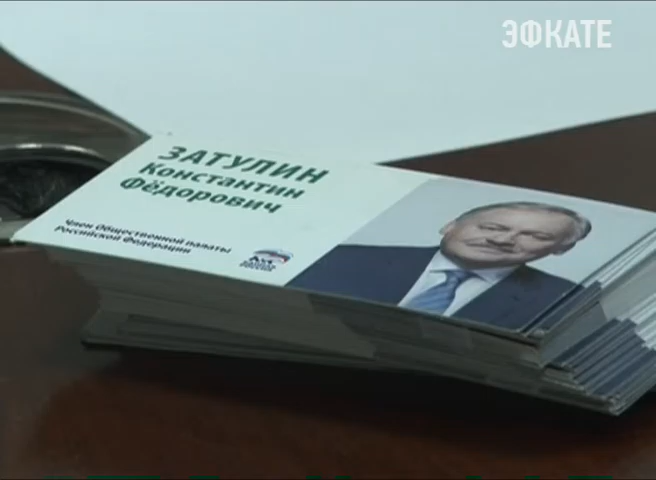 ЭФКАТЕ
ЗАТУЛИН
Константин
Фёдорович
Член Общественной палаты
Российской Федерации